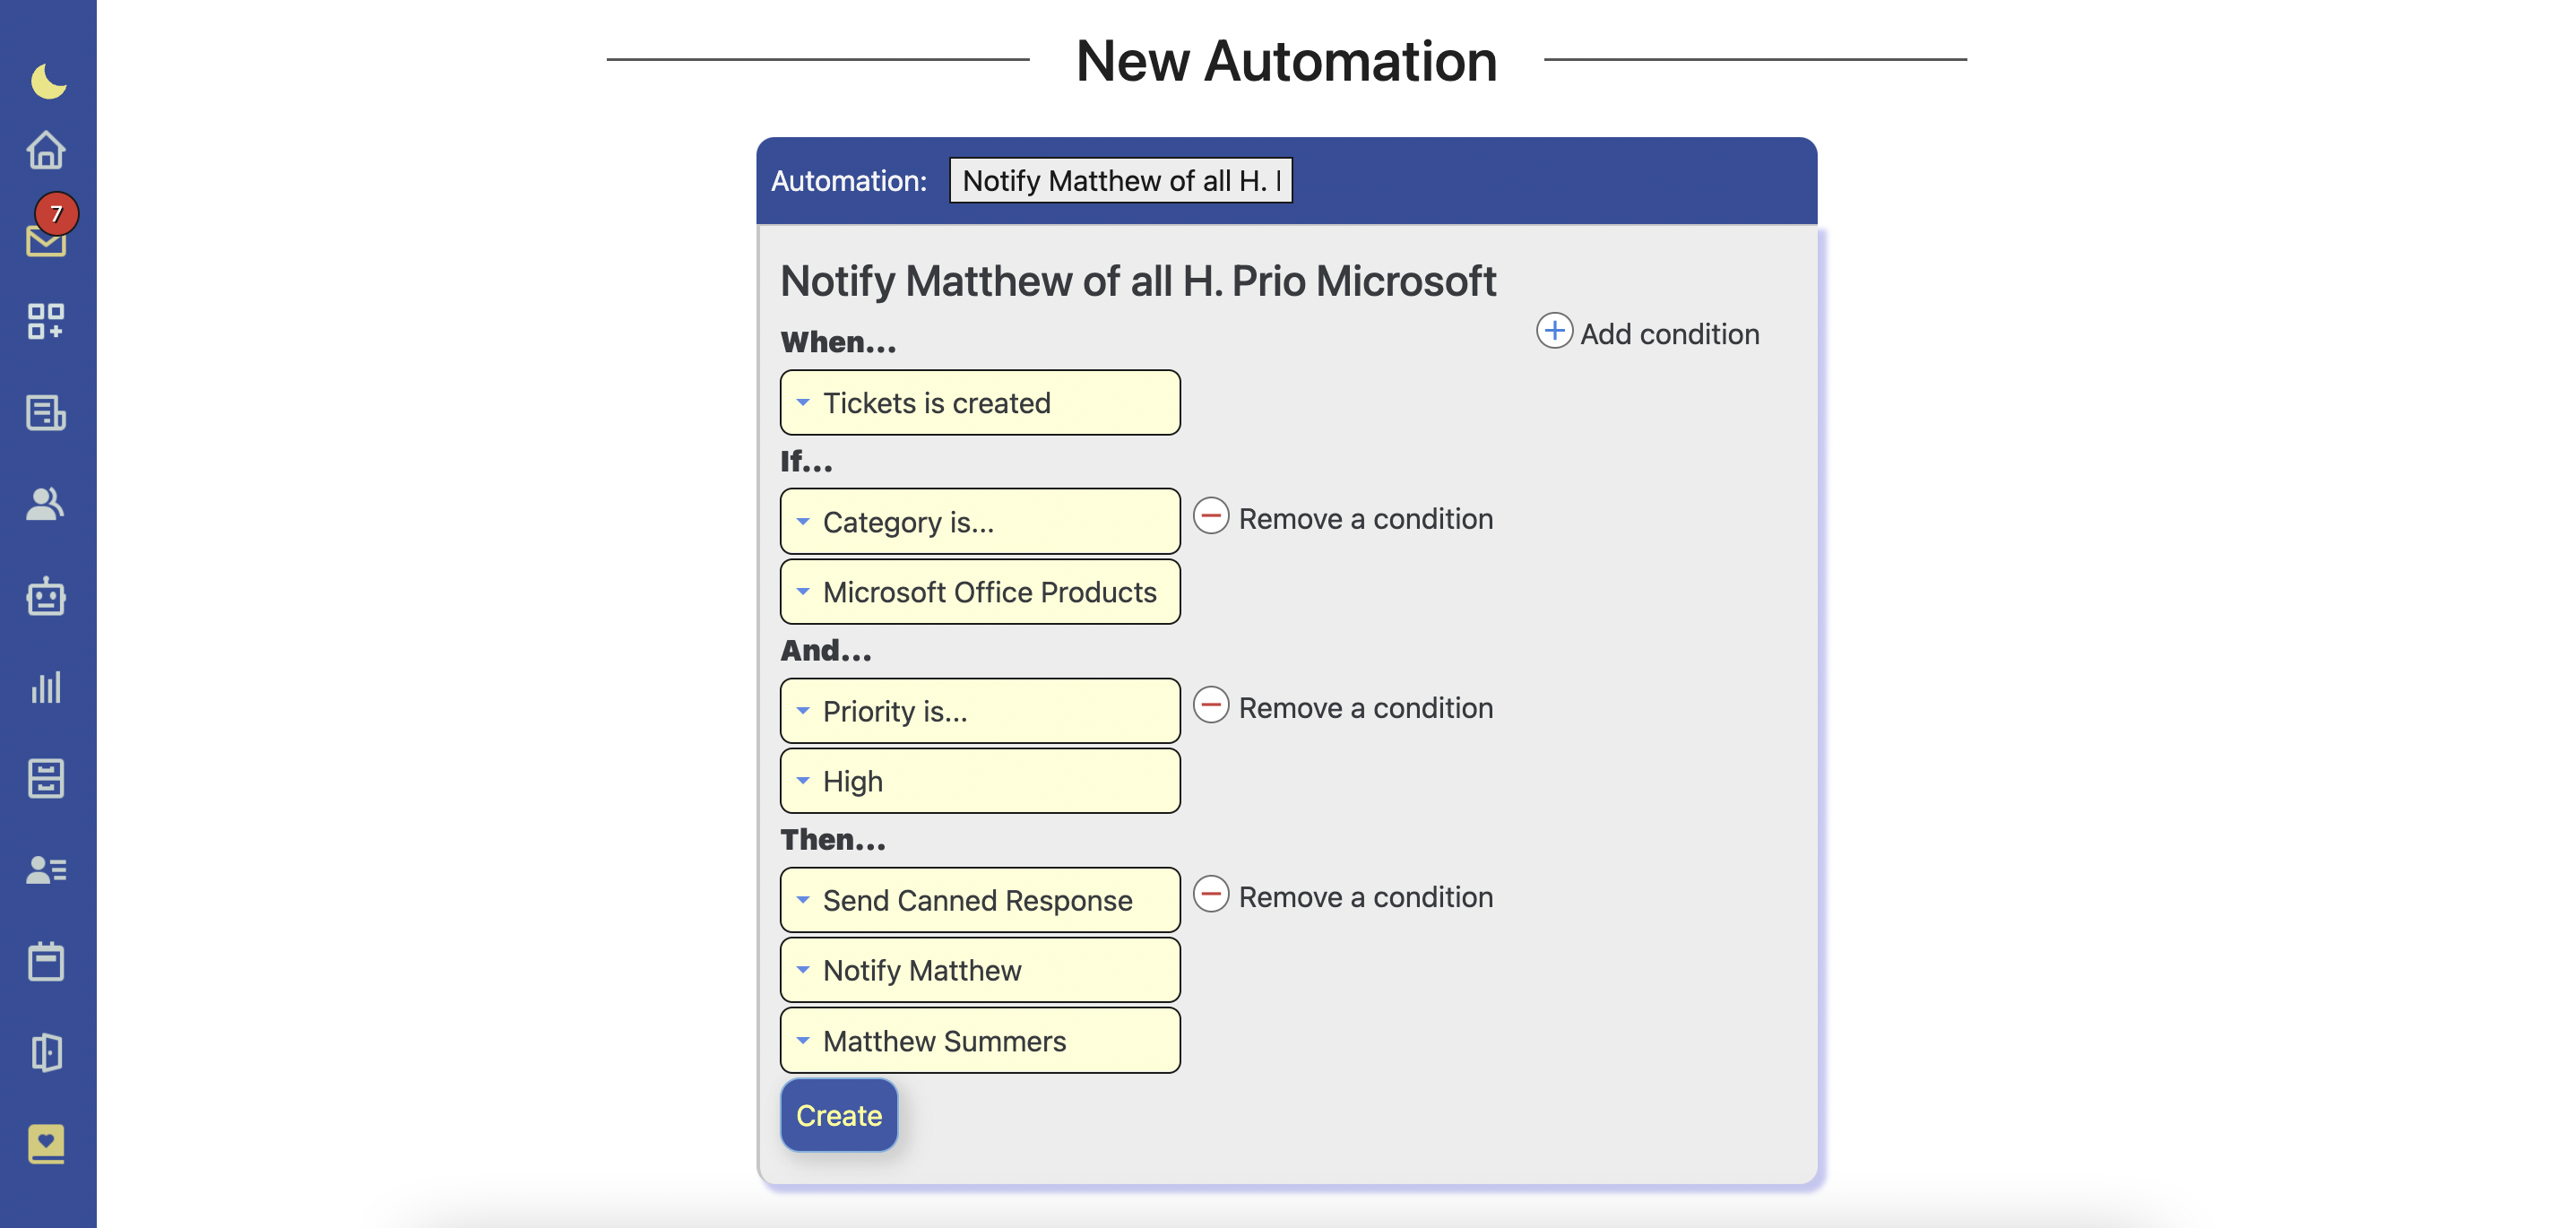 New Automation
7
Automation: Notify Matthew of all H. I
Notify Matthew of all H. Prio Microsoft
Add condition
When...
Tickets is created
If...
Category is...
Remove a condition
Microsoft Office Products
And...
Priority is...
Remove a condition
High
Then...
Send Canned Response
Remove a condition
Notify Matthew
Matthew Summers
Create